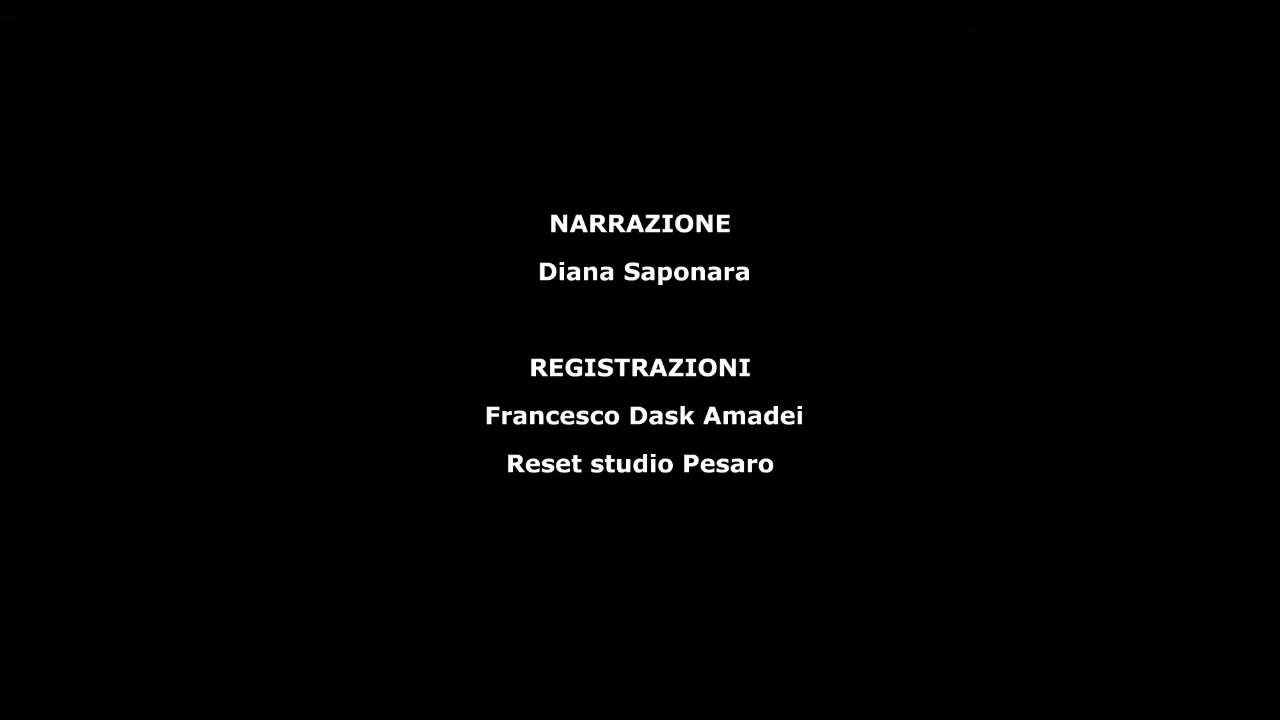 NARRAZIONE
Diana Saponara
REGISTRAZIONI
Francesco Dask Amadei
Reset studio Pesaro